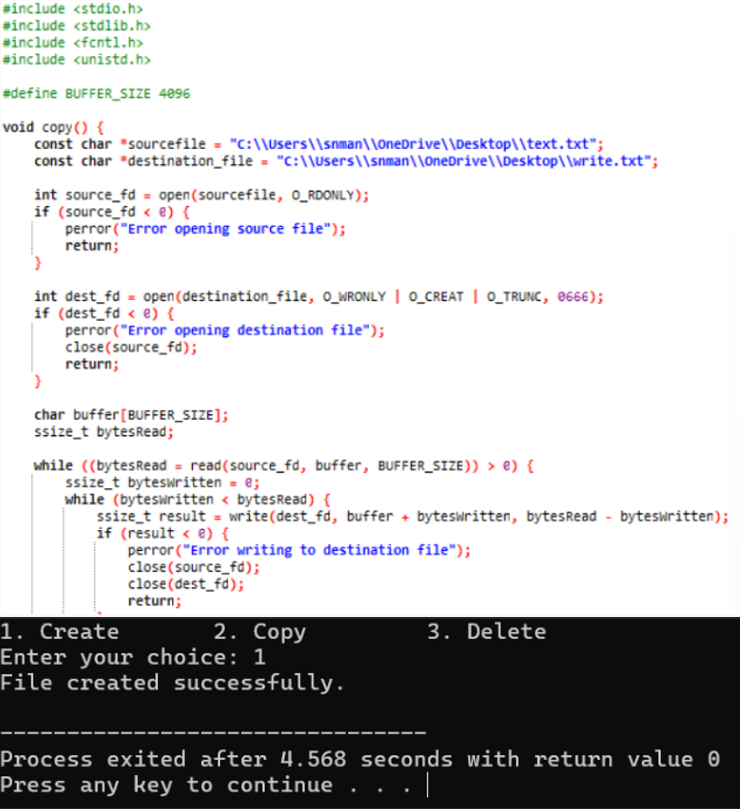 #include <stdio.h>
#include <stdlib.h>
#include <fcntl.h>
#include <unistd.h>

#define BUFFER_SIZE 4096

void copy() {
    const char *sourcefile = "C:\\Users\\snman\\OneDrive\\Desktop\\text.txt";
    const char *destination_file = "C:\\Users\\snman\\OneDrive\\Desktop\\write.txt";

    int source_fd = open(sourcefile, O_RDONLY);
    if (source_fd < 0) {
        perror("Error opening source file");
        return;
    }

    int dest_fd = open(destination_file, O_WRONLY | O_CREAT | O_TRUNC, 0666);
    if (dest_fd < 0) {
        perror("Error opening destination file");
        close(source_fd);
        return;
    }

    char buffer[BUFFER_SIZE];
    ssize_t bytesRead;

    while ((bytesRead = read(source_fd, buffer, BUFFER_SIZE)) > 0) {
        ssize_t bytesWritten = 0;
        while (bytesWritten < bytesRead) {
            ssize_t result = write(dest_fd, buffer + bytesWritten, bytesRead - bytesWritten);
            if (result < 0) {
                perror("Error writing to destination file");
                close(source_fd);
                close(dest_fd);
                return;
1. Create       2. Copy         3. Delete
Enter your choice: 1
File created successfully.

--------------------------------
Process exited after 4.568 seconds with return value 0
Press any key to continue . . .